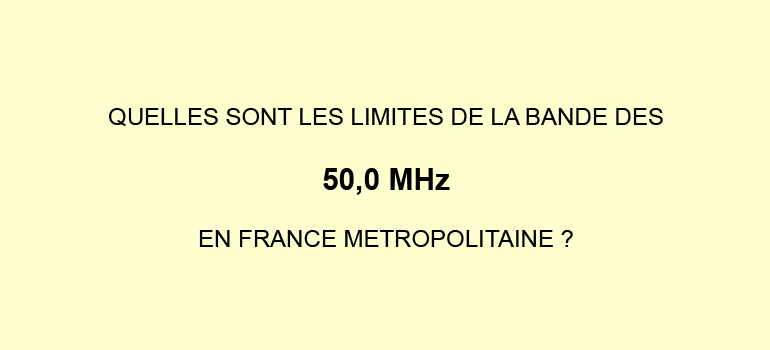 QUELLES SONT LES LIMITES DE LA BANDE DES
50,0 MHz
EN FRANCE METROPOLITAINE ?